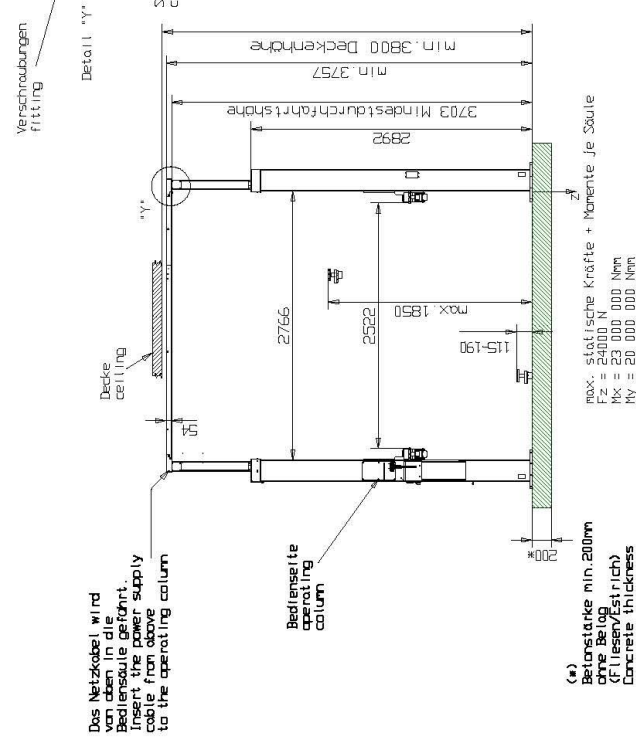 Verschraubungen
fitting
Detail "Y"
min. 3800 Deckenhöhe
min. 3757
3703 Mindestdurchfahrtshöhe
2892
"Y"
Decke
ceiling
54
2766
2522
max. 1850
115-190
Z
200*
Das Netzkabel wird
von oben in die
Bediensäule geführt.
Insert the power supply
cable from above
to the operating column
Bedienseite
operating
column
max. statische Kräfte + Momente je Säule
Fz = 24000 N
Mx = 23 000 000 Nmm
My = 20 000 000 Nmm
(*)
Betonstärke min.200mm
ohne Belag
(Fliesen/Estrich)
Concrete thickness